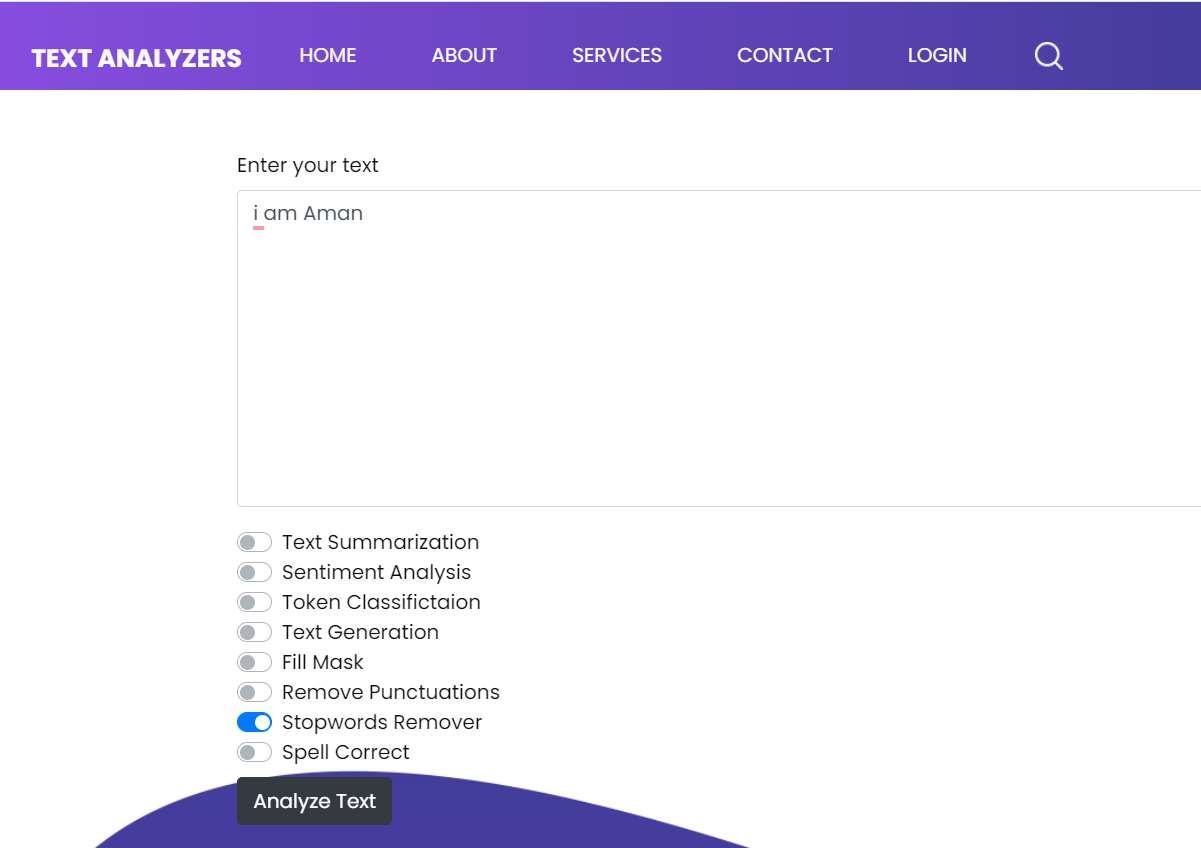 TEXT ANALYZERS HOME ABOUT SERVICES CONTACT LOGIN
Enter your text
i am Aman
Text Summarization
Sentiment Analysis
Token Classifictaion
Text Generation
Fill Mask
Remove Punctuations
Stopwords Remover
Spell Correct
Analyze Text